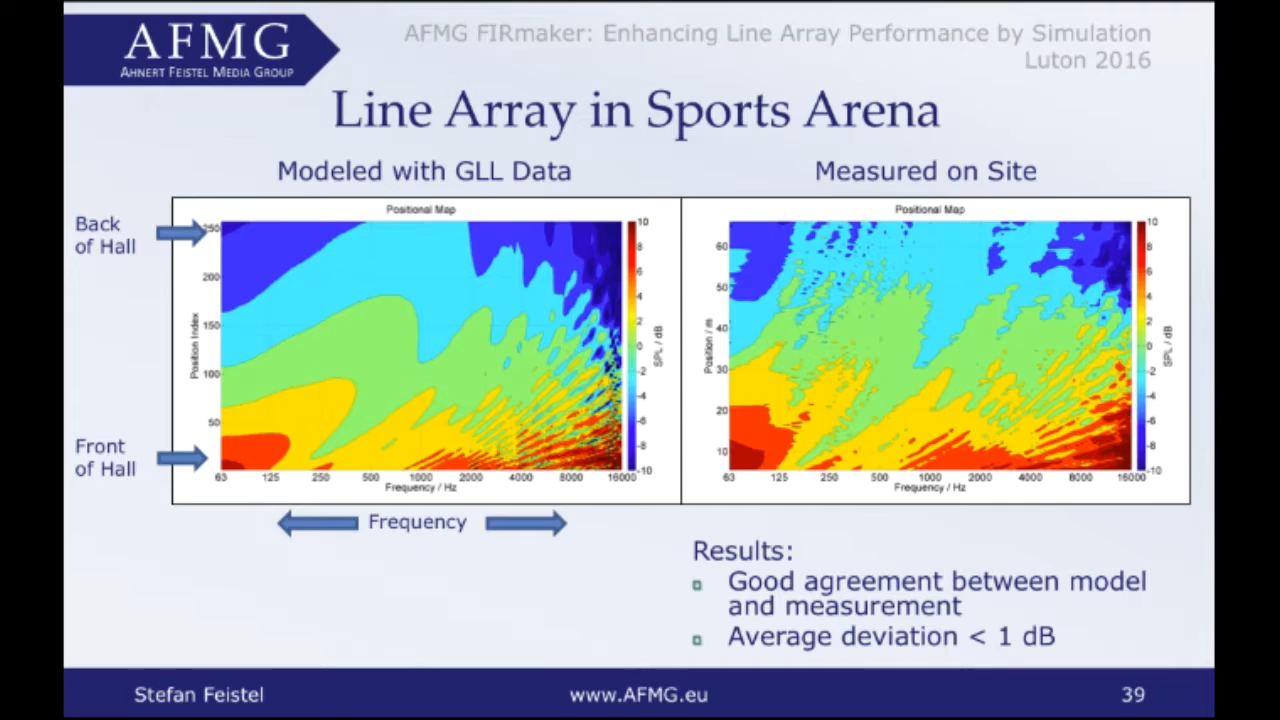 AFMG
AHNERT FEISTEL MEDIA GROUP
AFMG FIRmaker: Enhancing Line Array Performance by Simulation
Luton 2016
Line Array in Sports Arena
Modeled with GLL Data
Measured on Site
Back
of Hall
Front
of Hall
Positional Map
250
200
150
100
50
Position Index
63 125 250 500 1000 2000 4000 8000 16000
Frequency / Hz
10
8
6
4
2
0
-2
-4
-6
-8
-10
SPL / dB
Positional Map
60
50
40
30
20
10
Position / m
63 125 250 500 1000 2000 4000 8000 16000
Frequency / Hz
10
8
6
4
2
0
-2
-4
-6
-8
-10
SPL / dB
Frequency
Results:
Good agreement between model
and measurement
Average deviation < 1 dB
Stefan Feistel
www.AFMG.eu
39